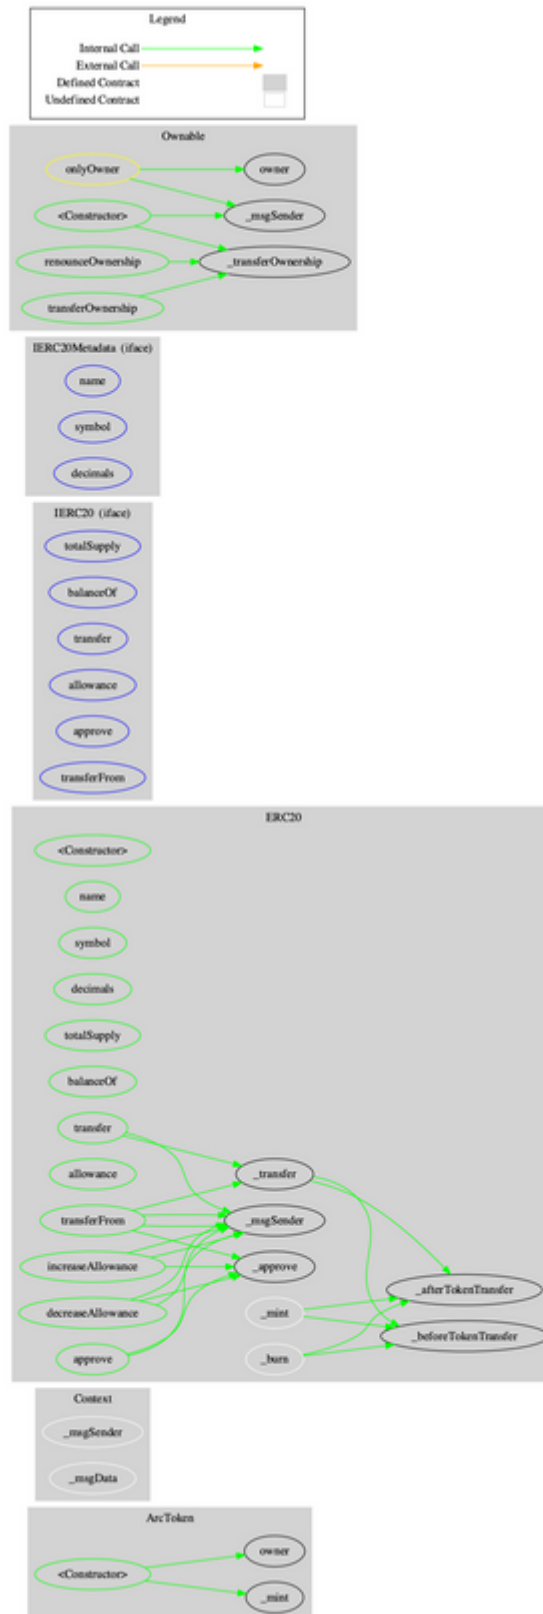 Legend
Internal Call
External Call
Defined Contract
Undefined Contract
Ownable
onlyOwner
owner
<Constructor>
_msgSender
renounceOwnership
_transferOwnership
transferOwnership
IERC20Metadata (iface)
name
symbol
decimals
IERC20 (iface)
totalSupply
balanceOf
transfer
allowance
approve
transferFrom
ERC20
<Constructor>
name
symbol
decimals
totalSupply
balanceOf
transfer
allowance
_transfer
transferFrom
_msgSender
increaseAllowance
_approve
_afterTokenTransfer
decreaseAllowance
_mint
_beforeTokenTransfer
approve
_burn
Context
_msgSender
_msgData
ArcToken
owner
<Constructor>
_mint